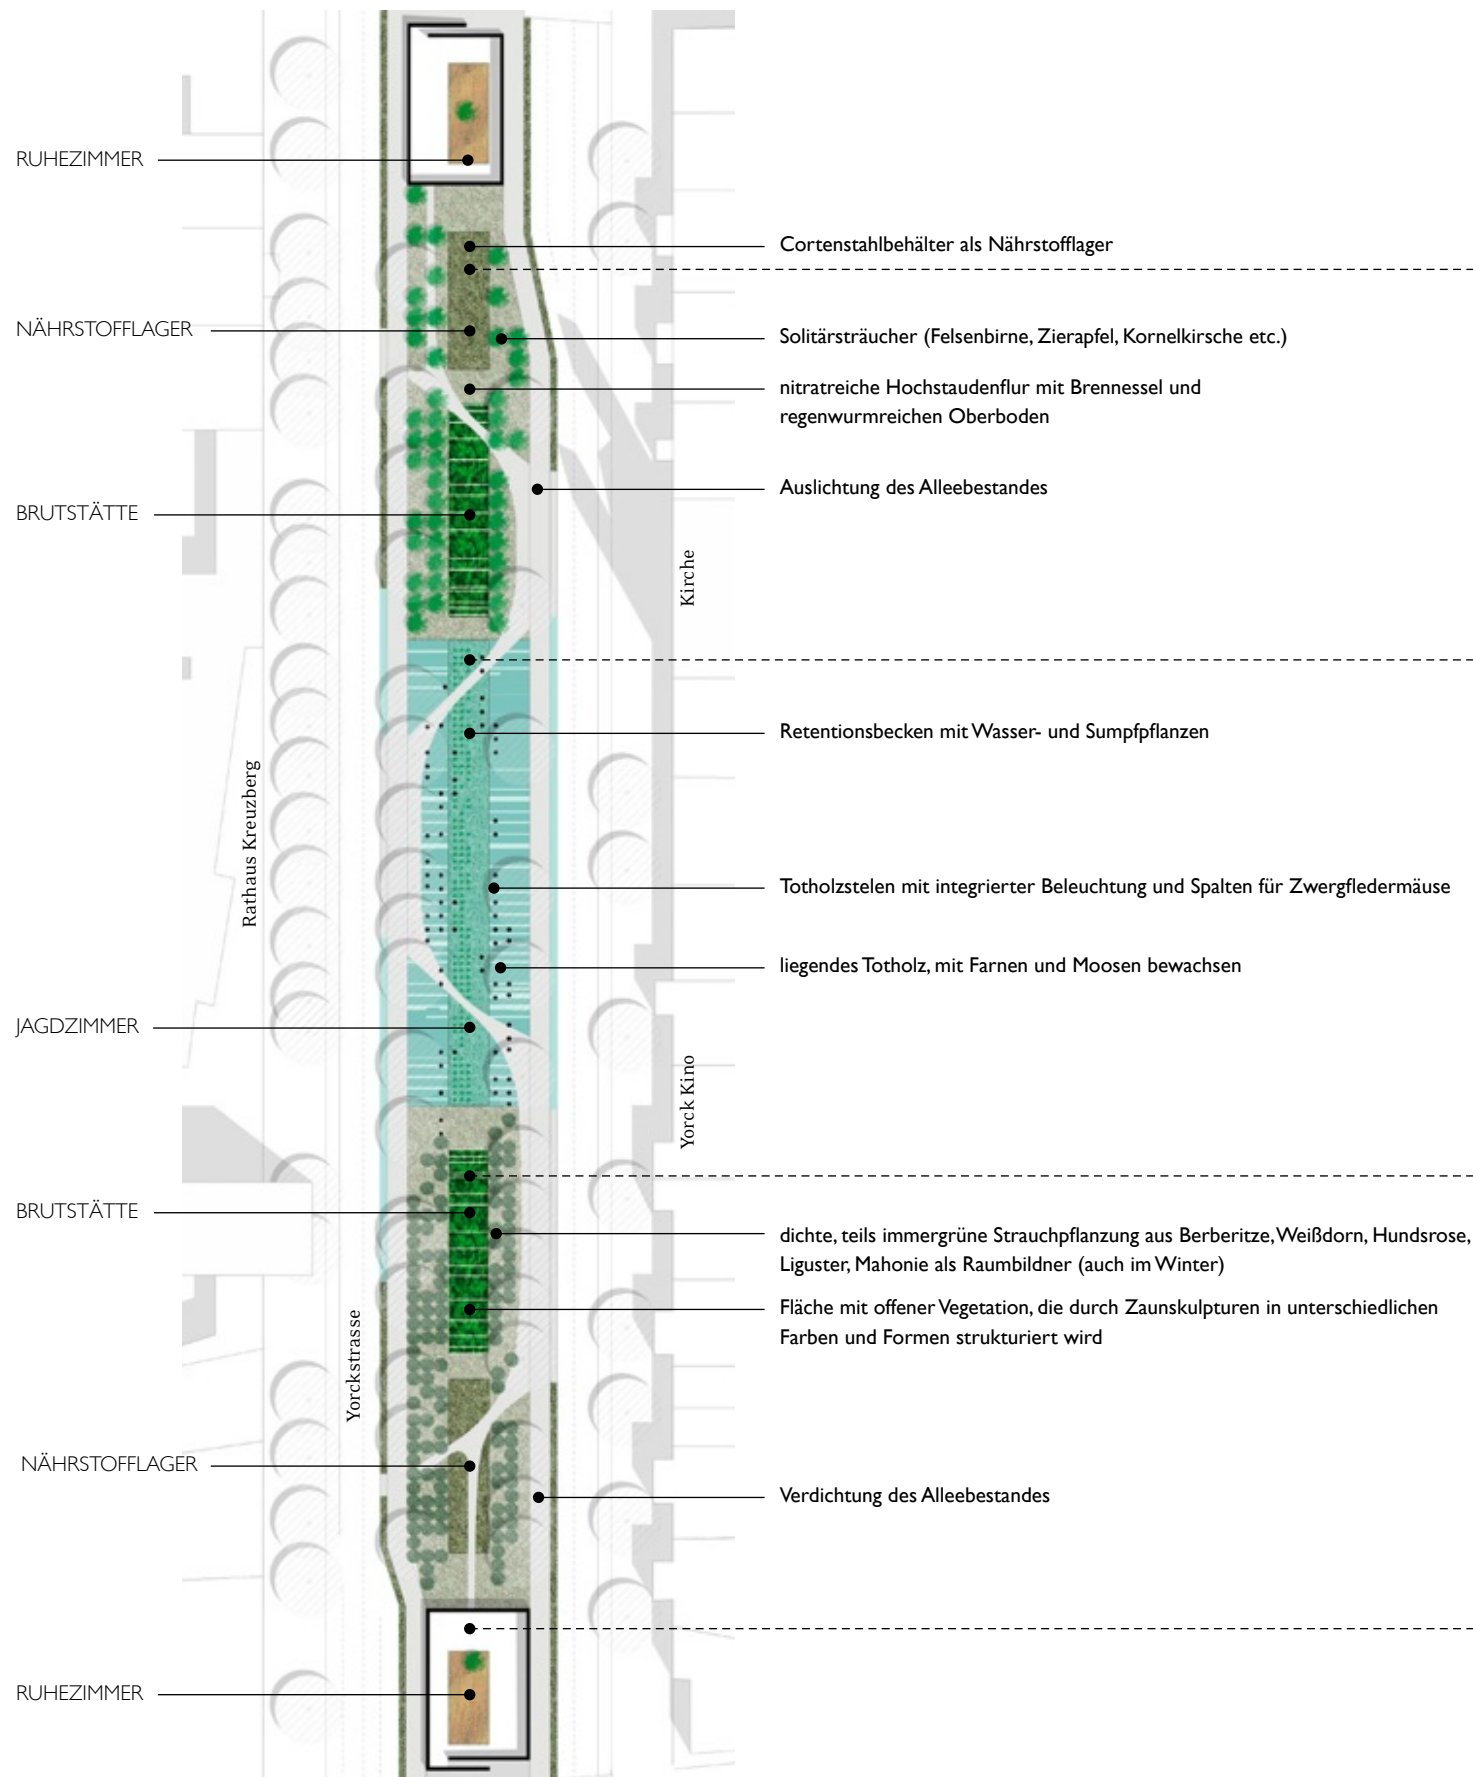 RUHEZIMMER
Cortenstahlbehälter als Nährstofflager
NÄHRSTOFFLAGER
Solitärsträucher (Felsenbirne, Zierapfel, Kornelkirsche etc.)
nitratreiche Hochstaudenflur mit Brennessel und
regenwurmreichen Oberboden
Auslichtung des Alleebestandes
BRUTSTÄTTE
Kirche
Retentionsbecken mit Wasser- und Sumpfpflanzen
Rathaus Kreuzberg
Totholzstelen mit integrierter Beleuchtung und Spalten für Zwergfledermäuse
liegendes Totholz, mit Farnen und Moosen bewachsen
JAGDZIMMER
Yorck Kino
BRUTSTÄTTE
dichte, teils immergrüne Strauchpflanzung aus Berberitze, Weißdorn, Hundsrose,
Liguster, Mahonie als Raumbildner (auch im Winter)
Fläche mit offener Vegetation, die durch Zaunskulpturen in unterschiedlichen
Farben und Formen strukturiert wird
Yorckstrasse
NÄHRSTOFFLAGER
Verdichtung des Alleebestandes
RUHEZIMMER